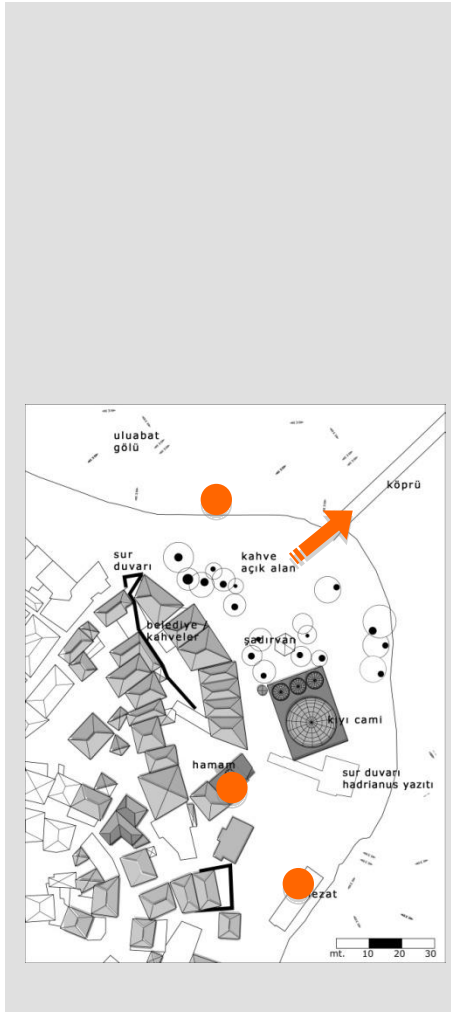 uluabat
gölü
köprü
sur
duvarı
kahve
açık alan
belediye /
kahveler
şadırvan
kıyı cami
hamam
sur duvarı
hadrianus yazıtı
ezat
mt. 10 20 30